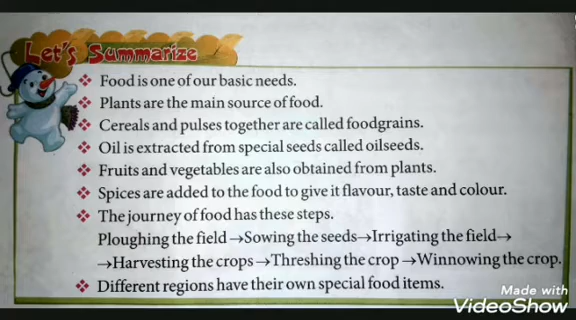 Let's Summarize
❖ Food is one of our basic needs.
❖ Plants are the main source of food.
❖ Cereals and pulses together are called foodgrains.
❖ Oil is extracted from special seeds called oilseeds.
❖ Fruits and vegetables are also obtained from plants.
❖ Spices are added to the food to give it flavour, taste and colour.
❖ The journey of food has these steps.
Ploughing the field →Sowing the seeds→Irrigating the field→
→Harvesting the crops →Threshing the crop →Winnowing the crop.
❖ Different regions have their own special food items.
Made with
VideoShow